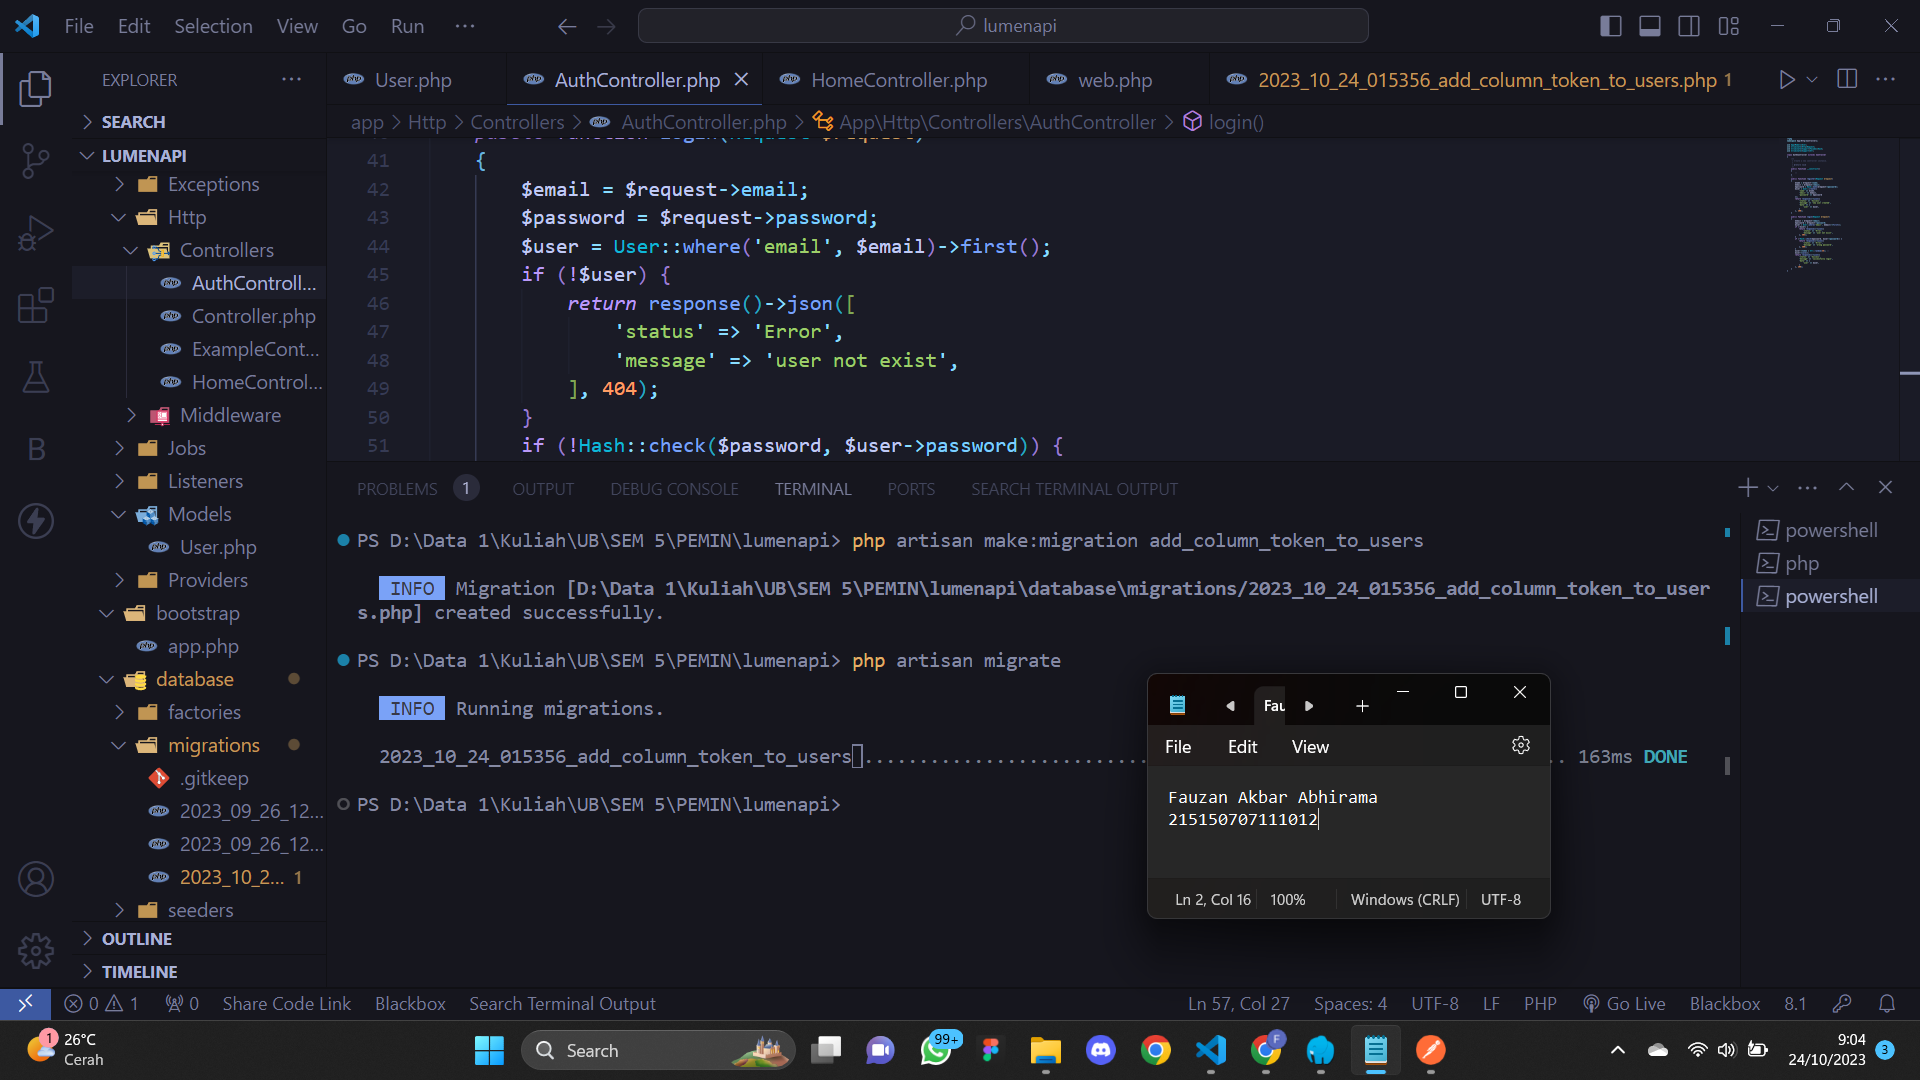 File Edit Selection View Go Run ··· lumenapi
EXPLORER
SEARCH
LUMENAPI
Exceptions
Http
Controllers
AuthControll...
Controller.php
ExampleCont...
HomeControl...
Middleware
Jobs
Listeners
Models
User.php
Providers
bootstrap
app.php
database
factories
migrations
.gitkeep
2023_09_26_12...
2023_09_26_12...
2023_10_2... 1
seeders
OUTLINE
TIMELINE
User.php AuthController.php HomeController.php web.php 2023_10_24_015356_add_column_token_to_users.php 1
app > Http > Controllers > AuthController.php > App\Http\Controllers\AuthController > login()
41 {
42 $email = $request->email;
43 $password = $request->password;
44 $user = User::where('email', $email)->first();
45 if (!$user) {
46 return response()->json([
47 'status' => 'Error',
48 'message' => 'user not exist',
49 ], 404);
50 }
51 if (!Hash::check($password, $user->password)) {
PROBLEMS 1 OUTPUT DEBUG CONSOLE TERMINAL PORTS SEARCH TERMINAL OUTPUT
PS D:\Data 1\Kuliah\UB\SEM 5\PEMIN\lumenapi> php artisan make:migration add_column_token_to_users
INFO Migration [D:\Data 1\Kuliah\UB\SEM 5\PEMIN\lumenapi\database\migrations/2023_10_24_015356_add_column_token_to_user
s.php] created successfully.
PS D:\Data 1\Kuliah\UB\SEM 5\PEMIN\lumenapi> php artisan migrate
INFO Running migrations.
2023_10_24_015356_add_column_token_to_users .......................... 163ms DONE
PS D:\Data 1\Kuliah\UB\SEM 5\PEMIN\lumenapi>
powershell
php
powershell
Fau
File Edit View
Fauzan Akbar Abhirama
215150707111012
Ln 2, Col 16 100% Windows (CRLF) UTF-8
0 1 0 Share Code Link Blackbox Search Terminal Output Ln 57, Col 27 Spaces: 4 UTF-8 LF PHP Go Live Blackbox 8.1
1 26°C
Cerah
Search
99+
F
9:04
24/10/2023
3